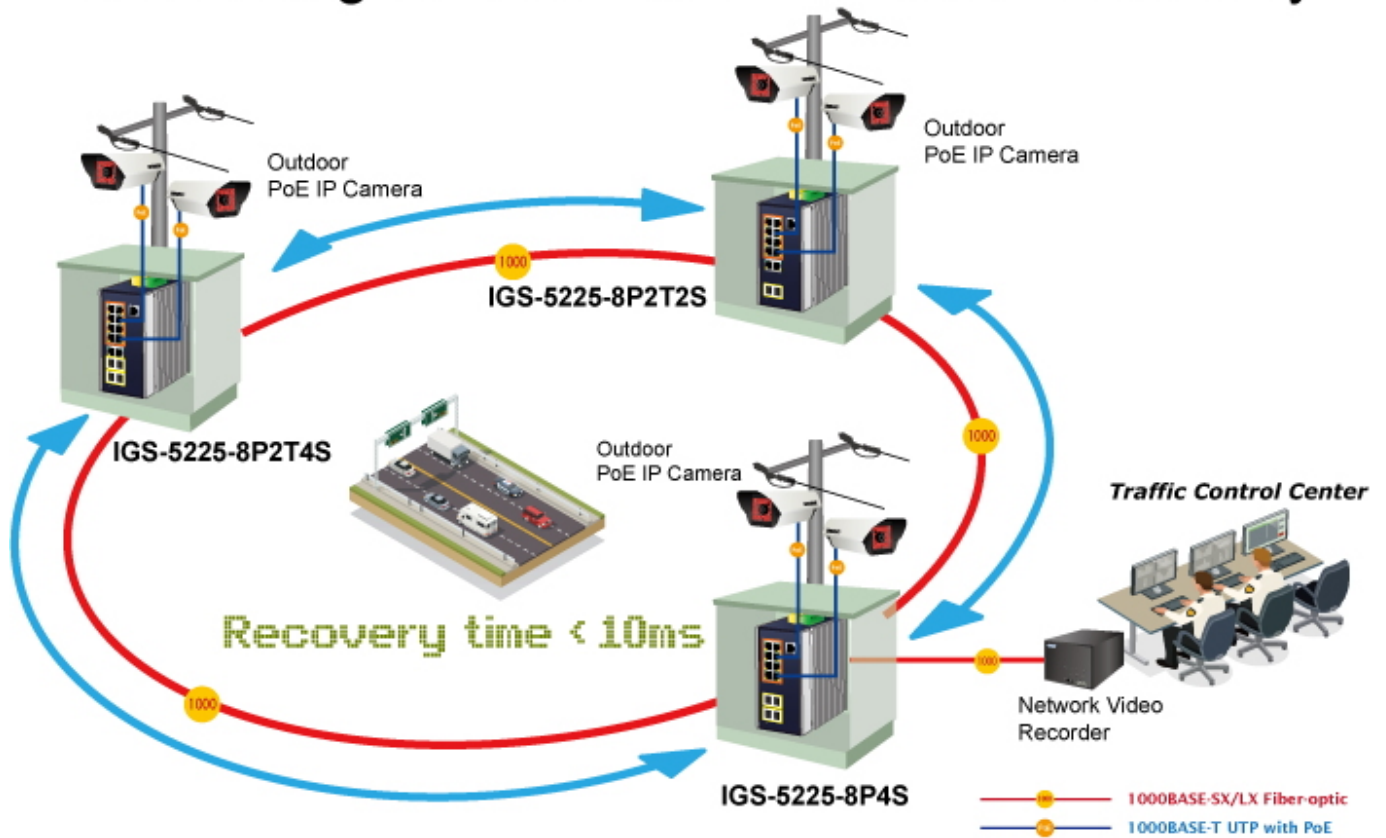 Outdoor
PoE IP Camera
Outdoor
PoE IP Camera
1000
IGS-5225-8P2T2S
IGS-5225-8P2T4S
1000
Outdoor
PoE IP Camera
Traffic Control Center
Recovery time < 10ms
1000
1000
Network Video
Recorder
IGS-5225-8P4S
1000BASE-SX/LX Fiber-optic
1000BASE-T UTP with PoE